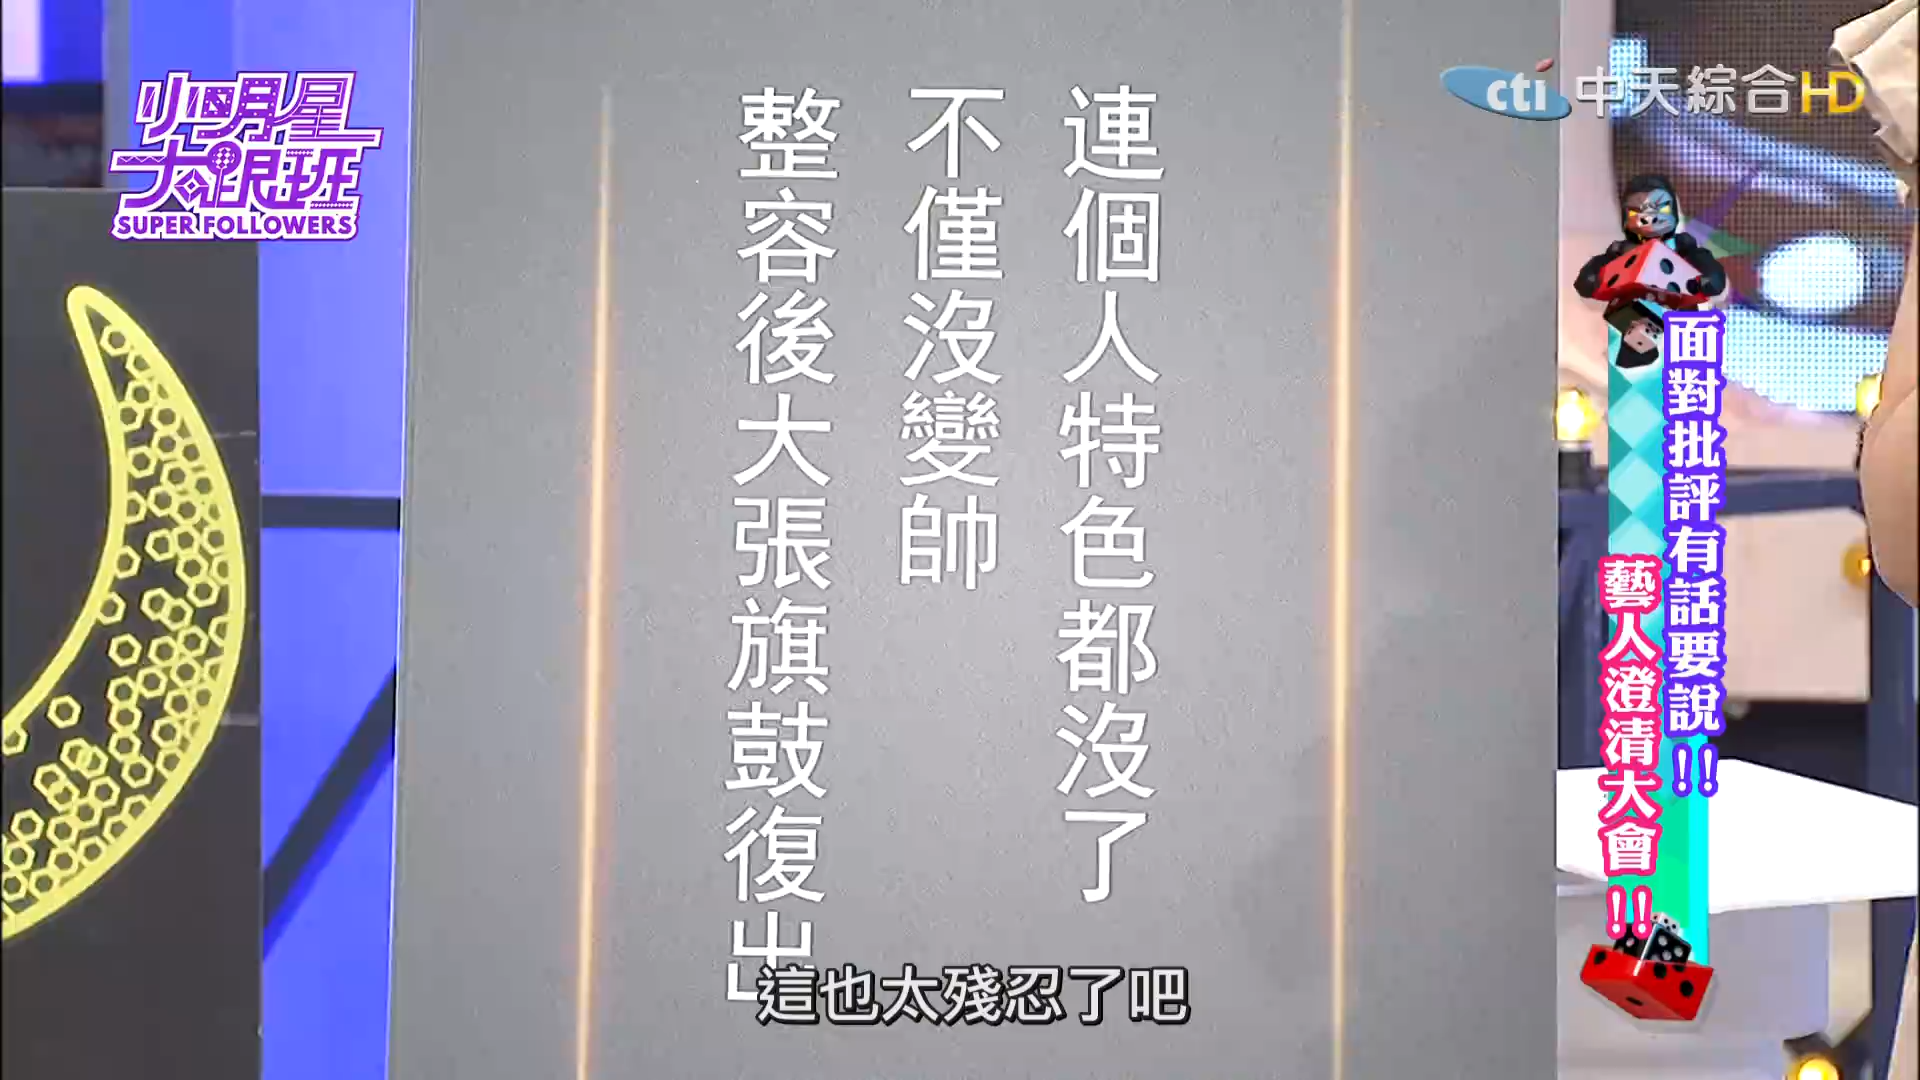 小明星
大跟班
SUPER FOLLOWERS
cti 中天綜合HD
連個人特色都沒了
不僅沒變帥
整容後大張旗鼓復出
面對批評有話要說!!
藝人澄清大會!!
這也太殘忍了吧